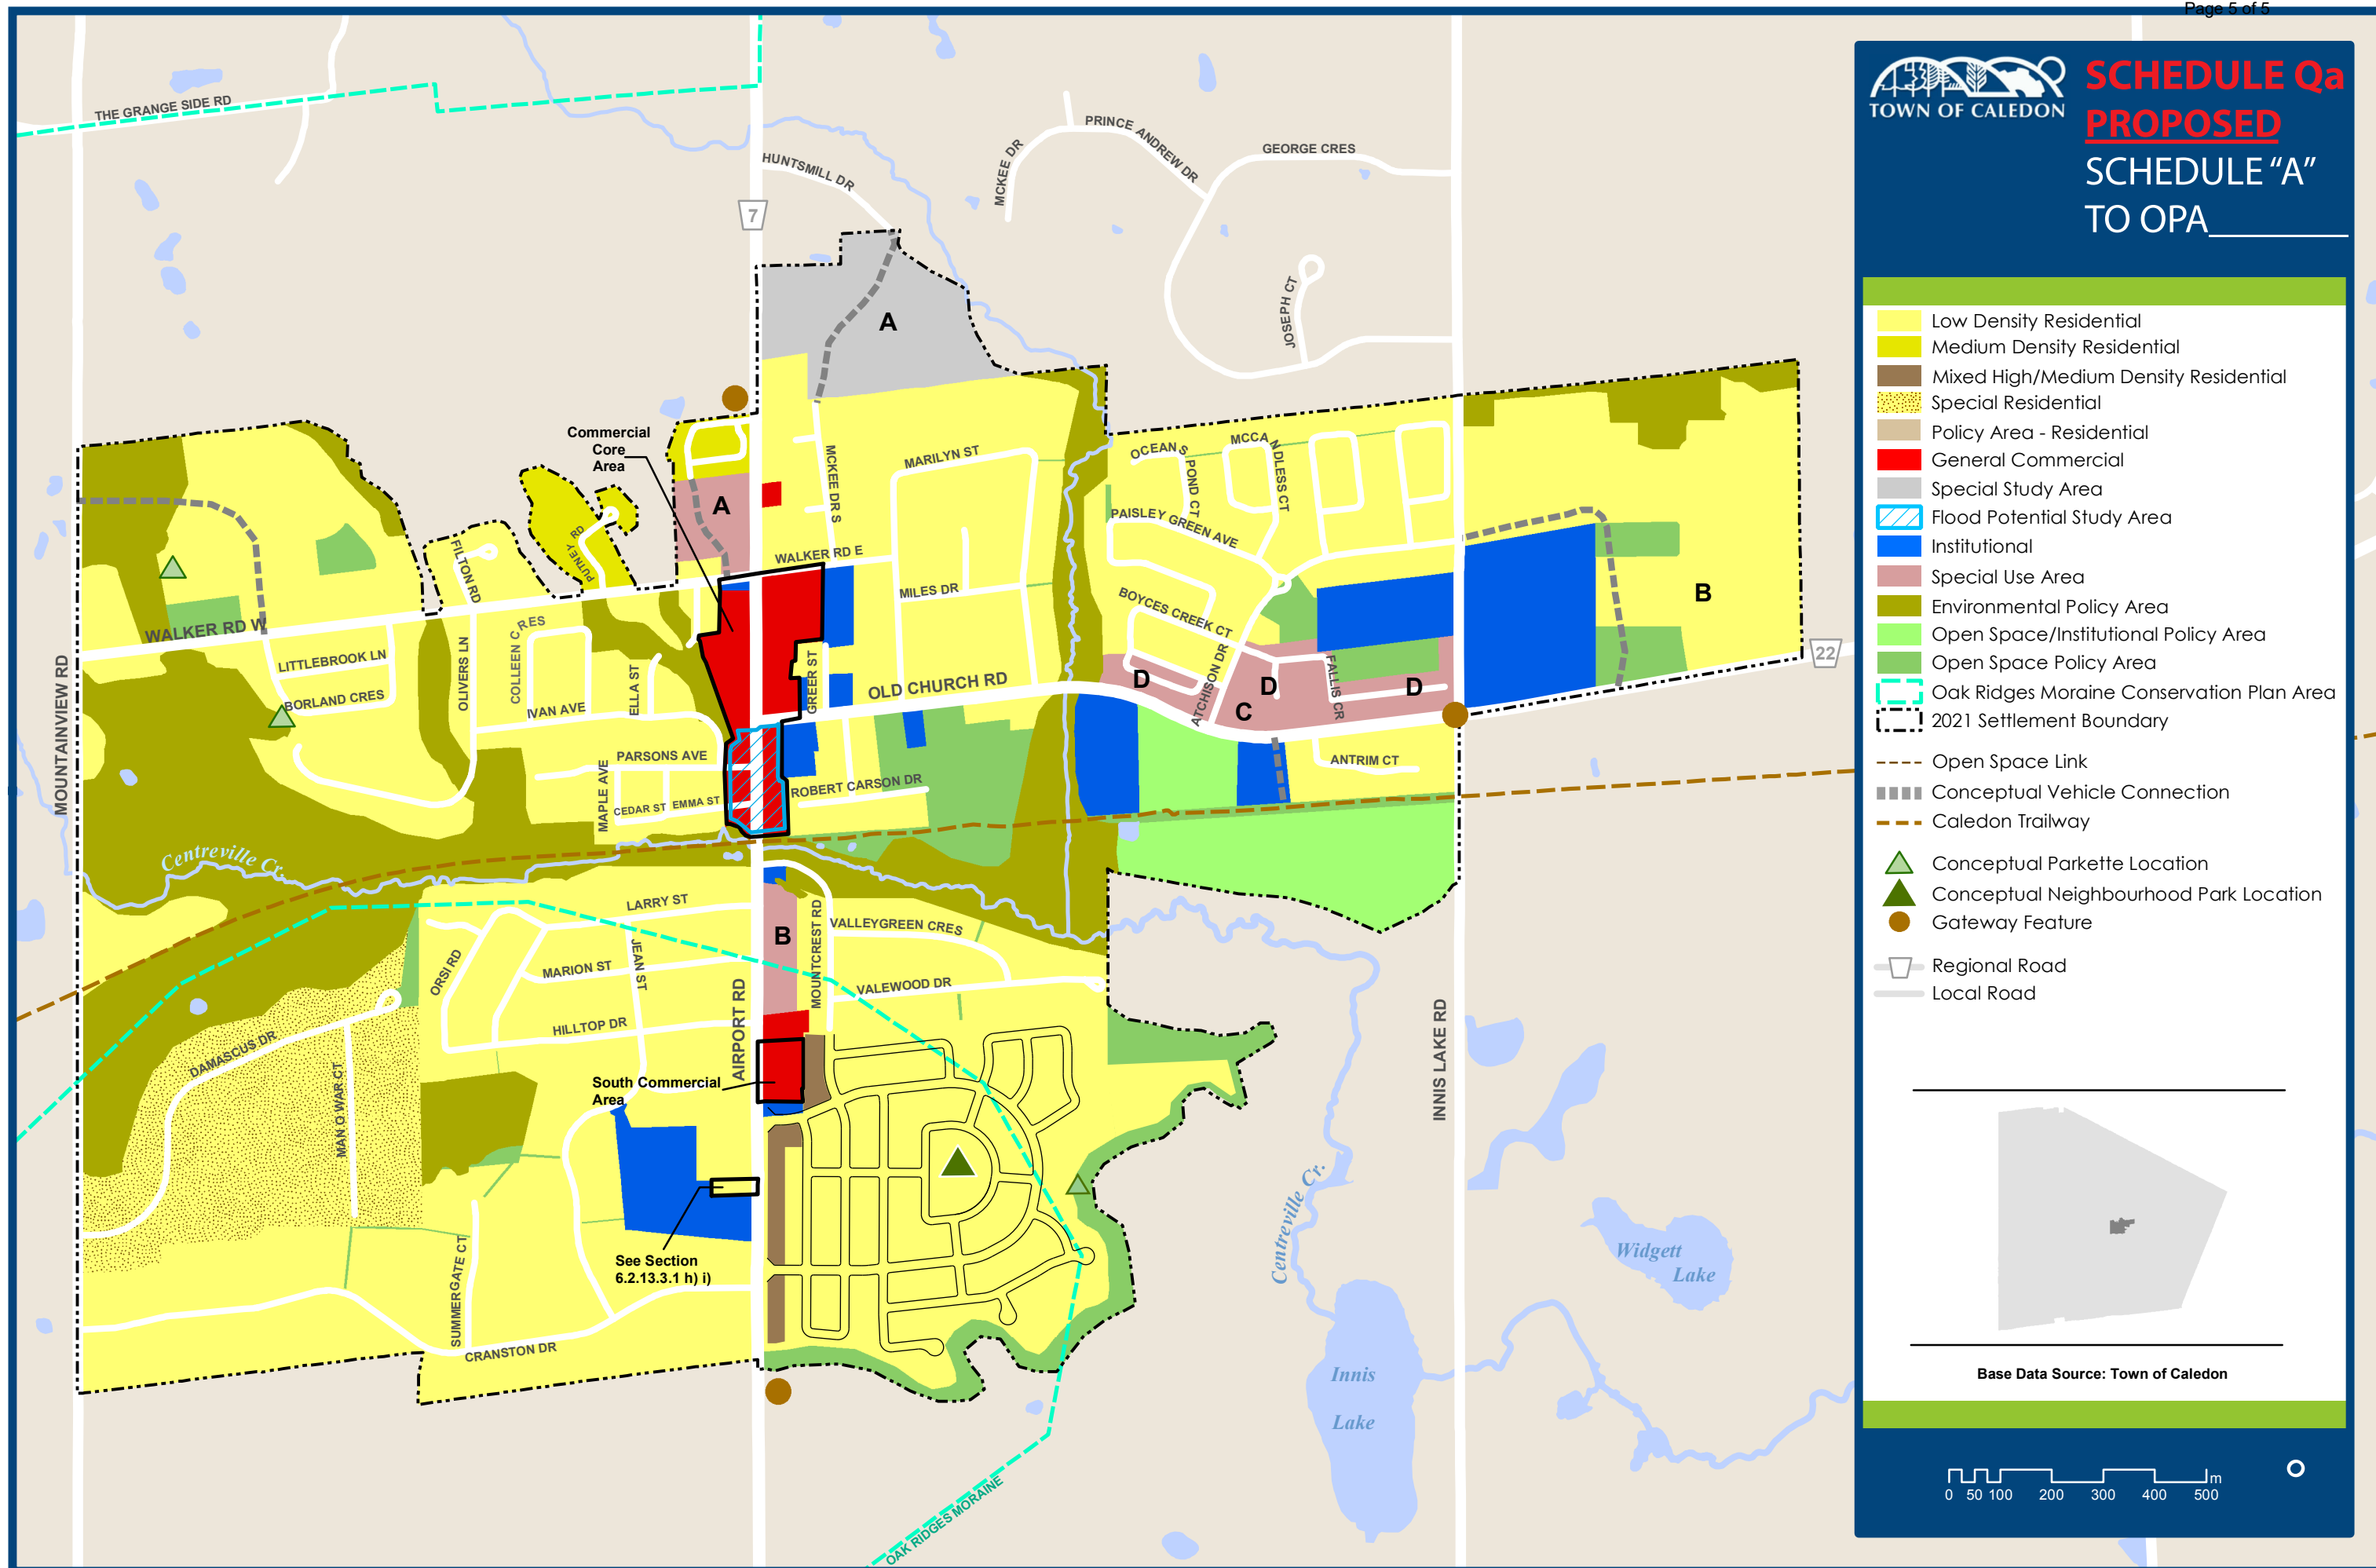 Page 5 of 5
TOWN OF CALEDON
SCHEDULE Qa
PROPOSED
SCHEDULE “A”
TO OPA________
Low Density Residential
Medium Density Residential
Mixed High/Medium Density Residential
Special Residential
Policy Area - Residential
General Commercial
Special Study Area
Flood Potential Study Area
Institutional
Special Use Area
Environmental Policy Area
Open Space/Institutional Policy Area
Open Space Policy Area
Oak Ridges Moraine Conservation Plan Area
2021 Settlement Boundary
Open Space Link
Conceptual Vehicle Connection
Caledon Trailway
Conceptual Parkette Location
Conceptual Neighbourhood Park Location
Gateway Feature
Regional Road
Local Road
Base Data Source: Town of Caledon
m
0 50 100 200 300 400 500
THE GRANGE SIDE RD
HUNTSMILL DR
7
MCKEE DR
PRINCE ANDREW DR
GEORGE CRES
JOSEPH CT
A
Commercial
Core
Area
A
MCKEE DR S
MARILYN ST
OCEANS
POND CT
MCCA
NDLESS CT
PAISLEY GREEN AVE
WALKER RD E
MILES DR
BOYCES CREEK CT
B
22
FILTON RD
PUTNEY RD
WALKER RD W
LITTLEBROOK LN
BORLAND CRES
OLIVERS LN
COLLEEN CRES
ELLA ST
IVAN AVE
GREER ST
OLD CHURCH RD
D
D
D
C
ATCHISON DR
FALLIS CR
MOUNTAINVIEW RD
PARSONS AVE
MAPLE AVE
CEDAR ST
EMMA ST
ROBERT CARSON DR
ANTRIM CT
Centreville Cr.
LARRY ST
ORSI RD
MARION ST
JEAN ST
HILLTOP DR
B
MOUNTCREST RD
VALLEYGREEN CRES
VALEWOOD DR
AIRPORT RD
INNIS LAKE RD
DAMASCUS DR
MAN O WAR CT
South Commercial
Area
See Section
6.2.13.3.1 h) i)
SUMMERGATE CT
CRANSTON DR
Centreville Cr.
Widgett
Lake
Innis
Lake
OAK RIDGES MORAINE